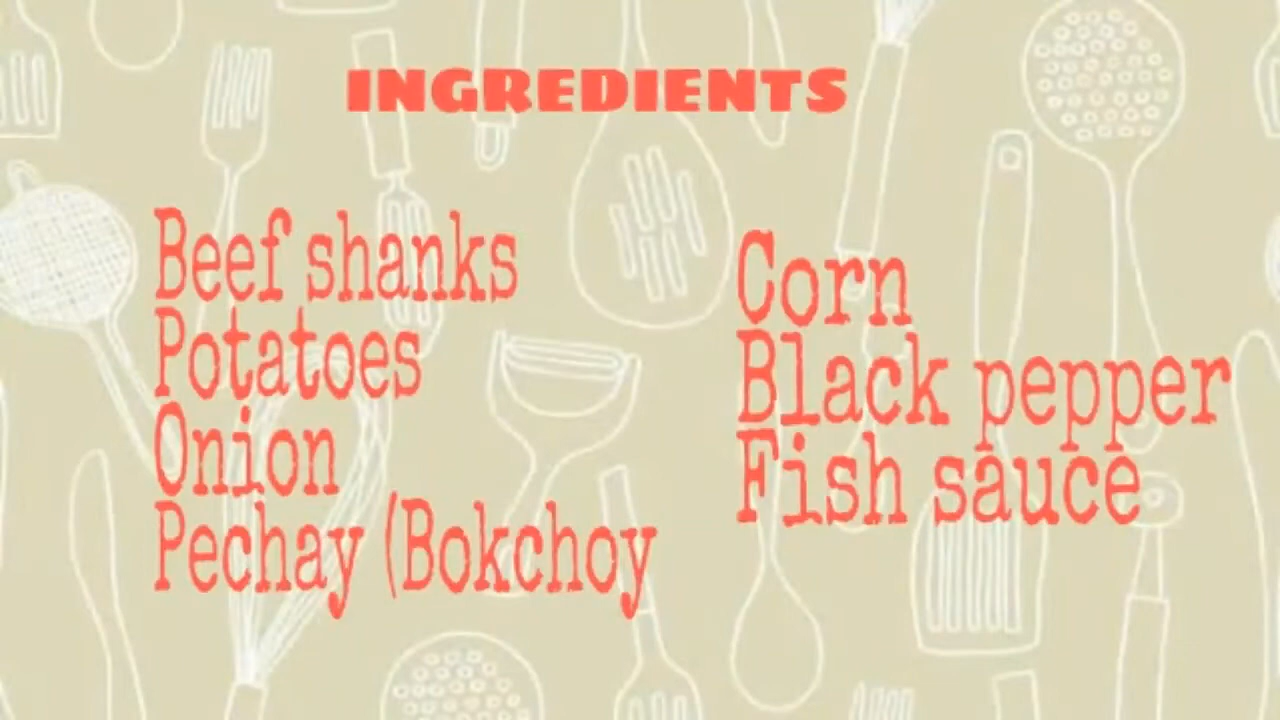 INGREDIENTS
Beef shanks
Potatoes
Onion
Pechay (Bokchoy
Corn
Black pepper
Fish sauce